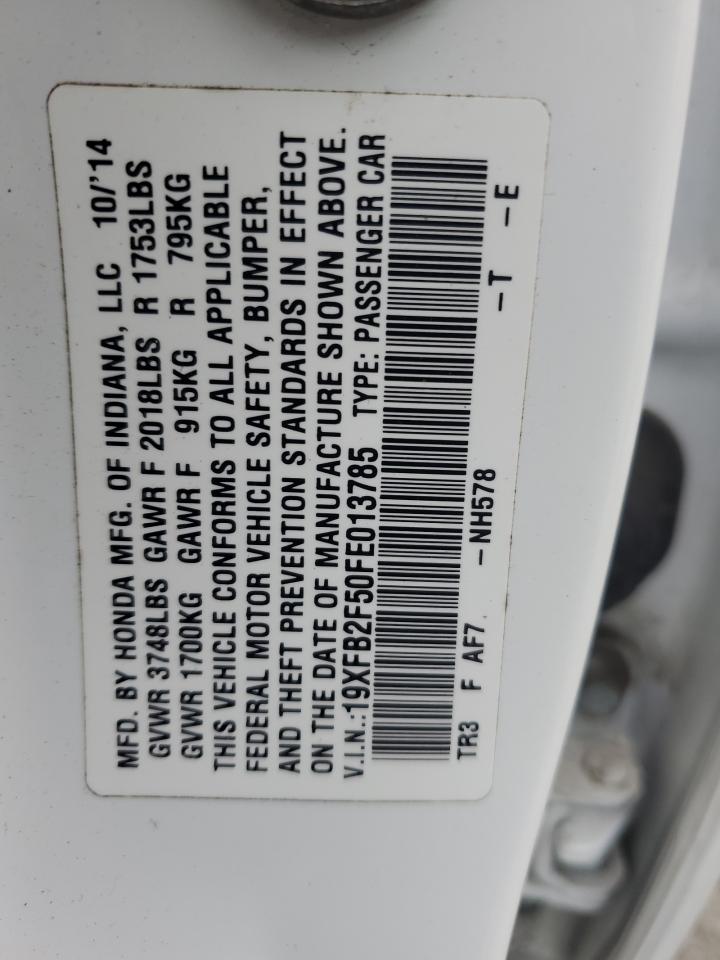 MFD. BY HONDA MFG. OF INDIANA, LLC 10/'14
GVWR 3748LBS GAWR F 2018LBS R 1753LBS
GVWR 1700KG GAWR F 915KG R 795KG
THIS VEHICLE CONFORMS TO ALL APPLICABLE
FEDERAL MOTOR VEHICLE SAFETY, BUMPER,
AND THEFT PREVENTION STANDARDS IN EFFECT
ON THE DATE OF MANUFACTURE SHOWN ABOVE.
V.I.N.:19XFB2F50FE013785 TYPE: PASSENGER CAR
TR3 F AF7 -NH578 -T -E